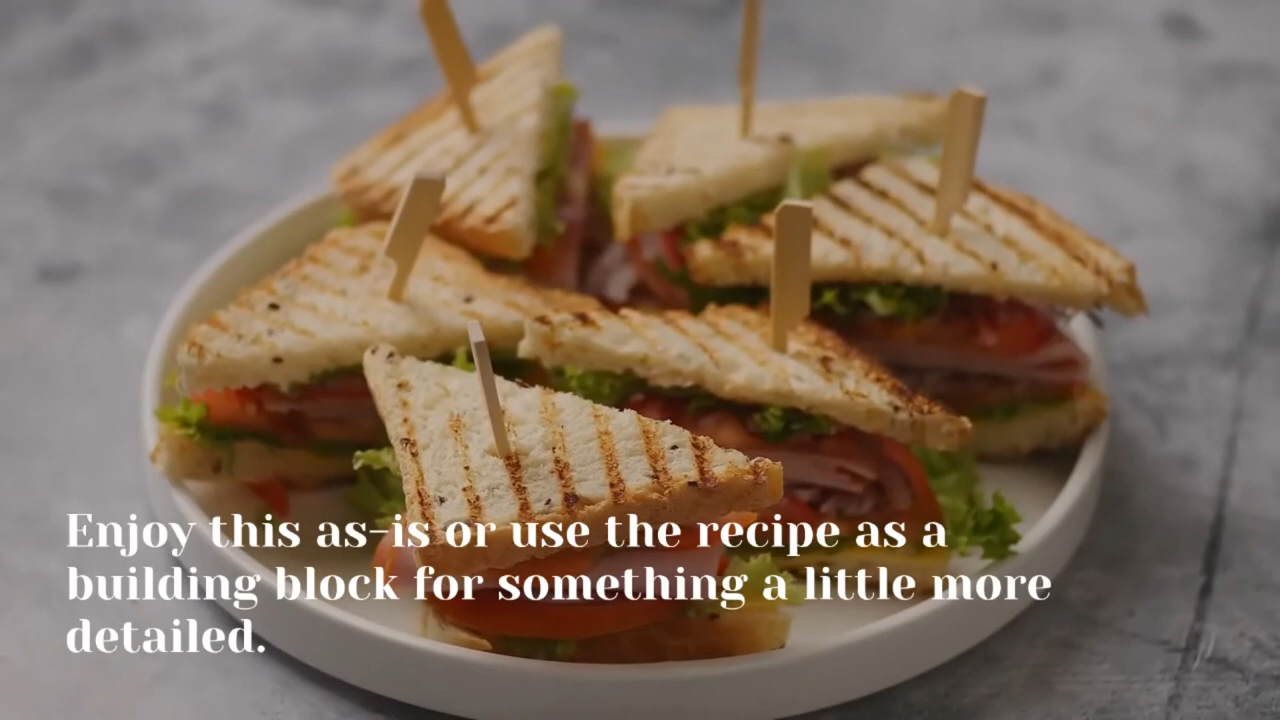 Enjoy this as-is or use the recipe as a
building block for something a little more
detailed.